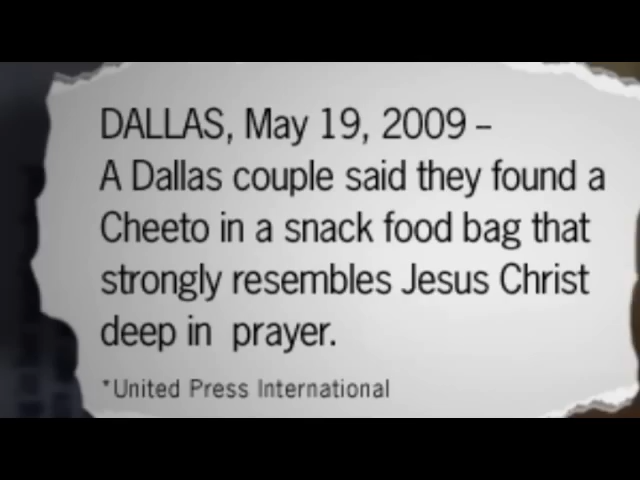 DALLAS, May 19, 2009 –
A Dallas couple said they found a
Cheeto in a snack food bag that
strongly resembles Jesus Christ
deep in prayer.
*United Press International